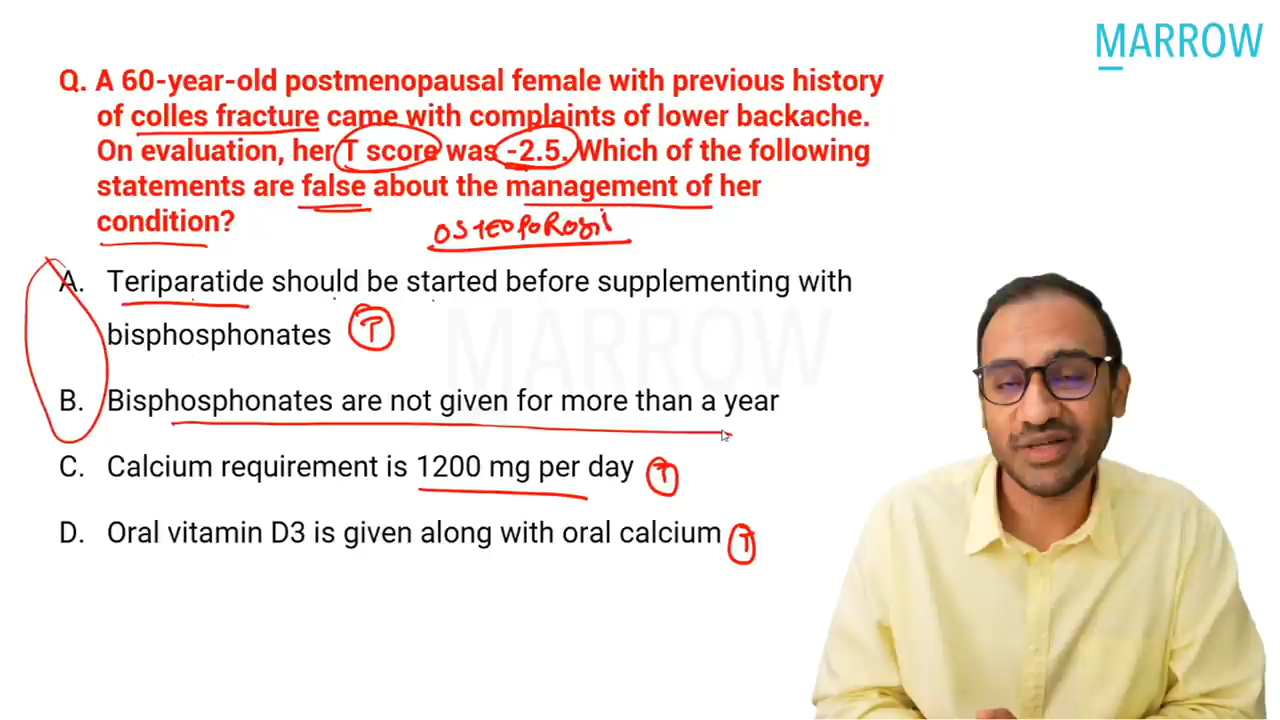 MARROW
Q. A 60-year-old postmenopausal female with previous history
of colles fracture came with complaints of lower backache.
On evaluation, her T score was -2.5. Which of the following
statements are false about the management of her
condition?
OSTEOPOROSIS
A. Teriparatide should be started before supplementing with
bisphosphonates T
B. Bisphosphonates are not given for more than a year
C. Calcium requirement is 1200 mg per day T
D. Oral vitamin D3 is given along with oral calcium T
MARROW